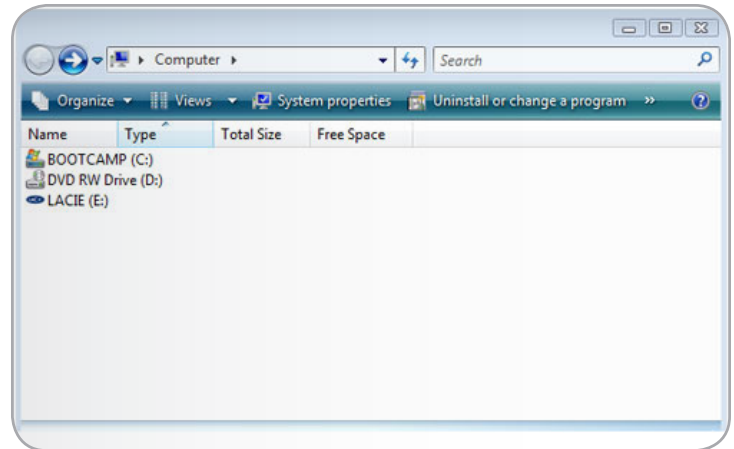 Computer
Search
Organize Views System properties Uninstall or change a program »
Name Type Total Size Free Space
BOOTCAMP (C:)
DVD RW Drive (D:)
LACIE (E:)